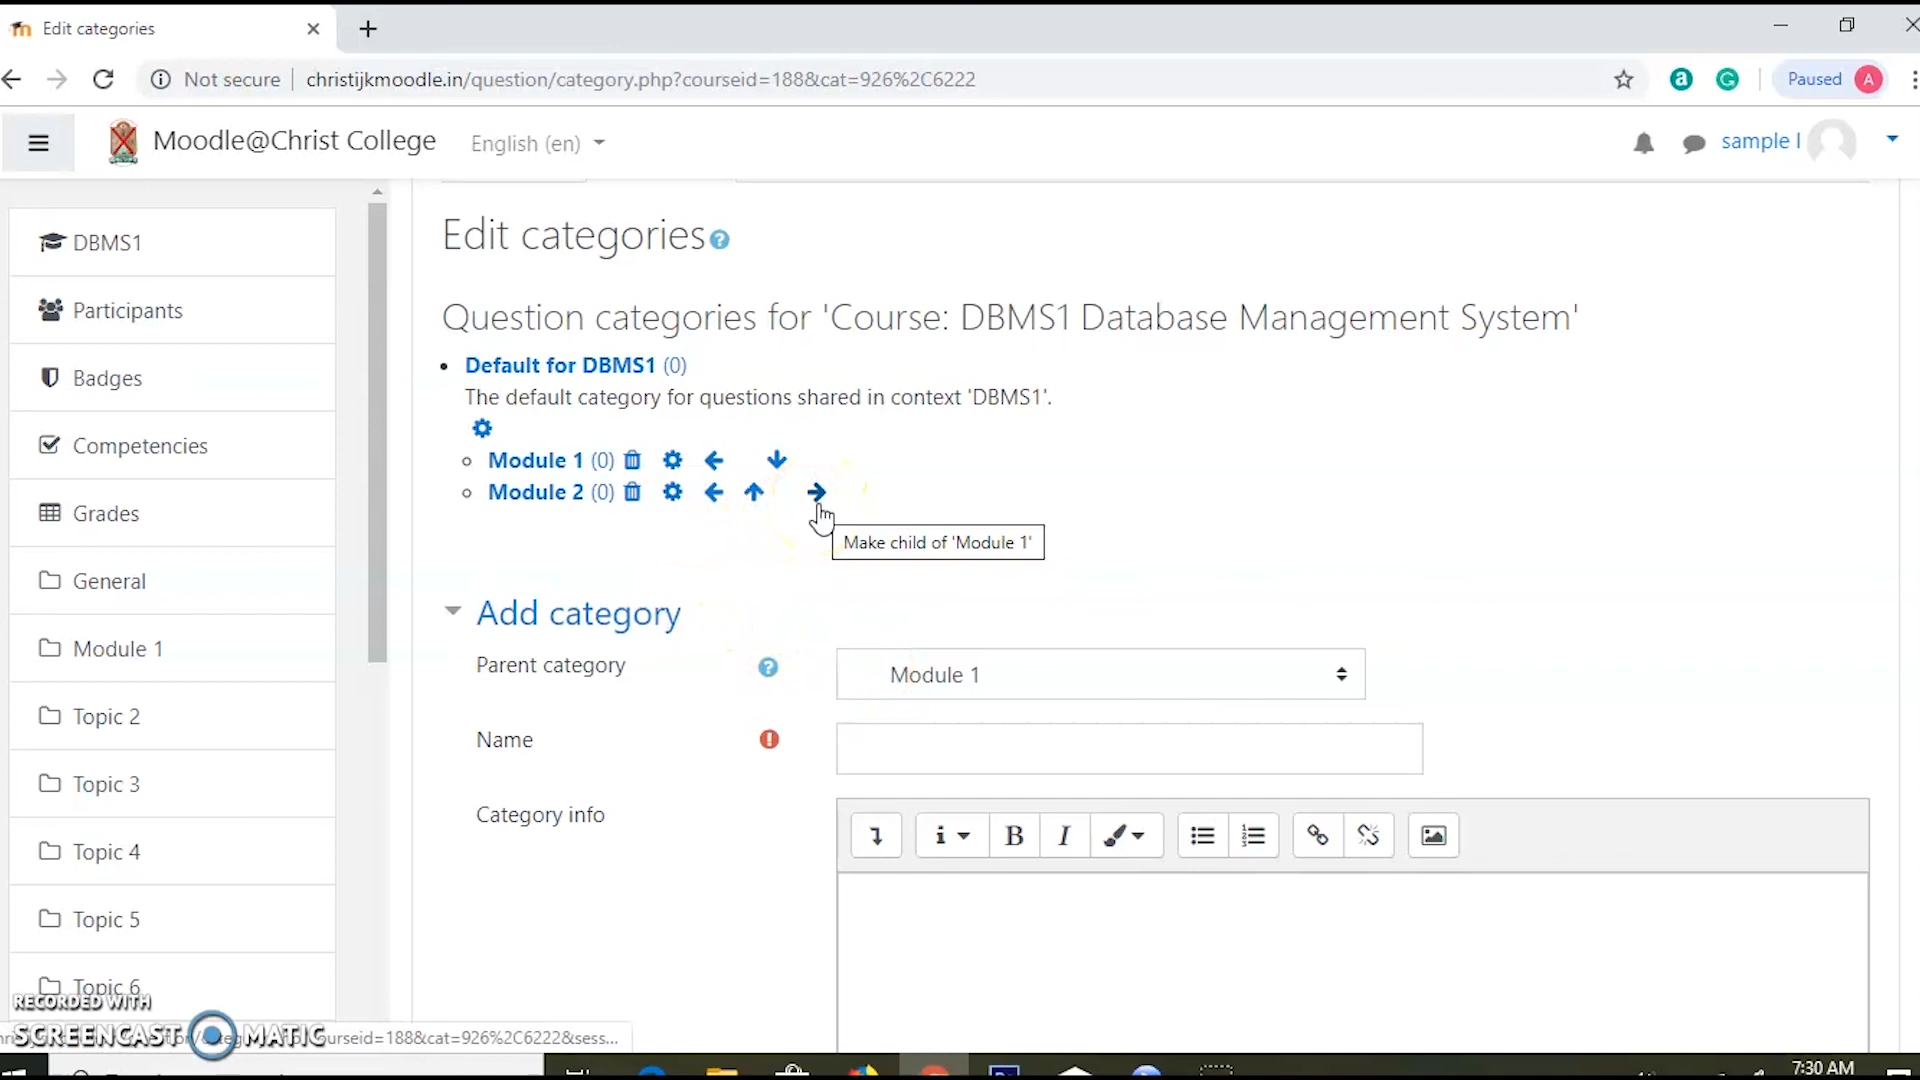 Edit categories
Not secure
christijkmoodle.in/question/category.php?courseid=188&cat=926%2C6222
Paused A
Moodle@Christ College
English (en)
sample l
DBMS1
Participants
Badges
Competencies
Grades
General
Module 1
Topic 2
Topic 3
Topic 4
Topic 5
Topic 6
Edit categories
Question categories for 'Course: DBMS1 Database Management System'
Default for DBMS1 (0)
The default category for questions shared in context 'DBMS1'.
Module 1 (0)
Module 2 (0)
Make child of 'Module 1'
Add category
Parent category
Module 1
Name
Category info
B I
RECORDED WITH
SCREENCAST MATIC
ourseid=188&cat=926%2C6222&sess...
7:30 AM